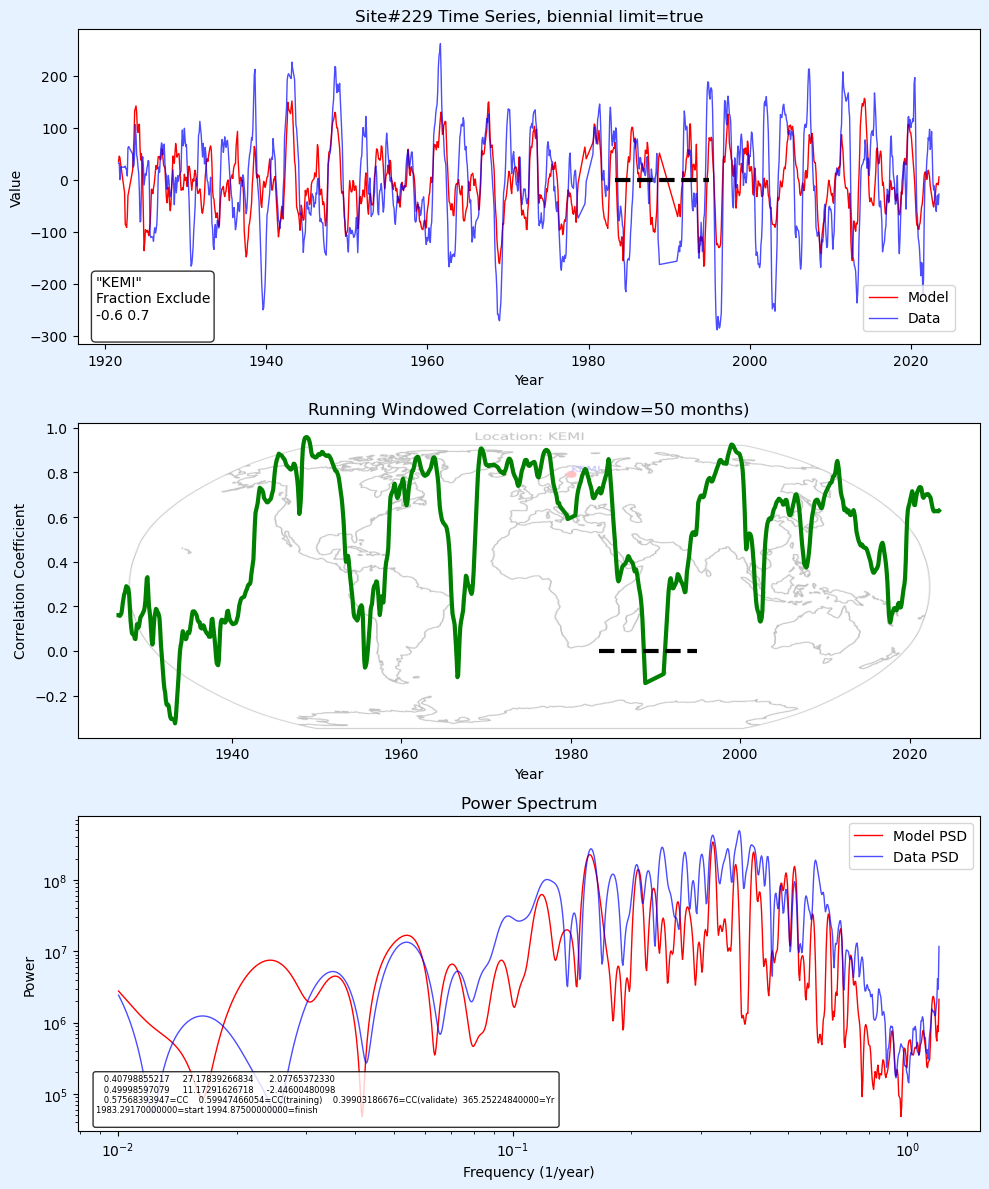 Site#229 Time Series, biennial limit=true
Value
200
100
0
−100
−200
−300
"KEMI"
Fraction Exclude
-0.6 0.7
Model
Data
1920 1940 1960 1980 2000 2020
Year
Running Windowed Correlation (window=50 months)
Location: KEMI
Correlation Coefficient
1.0
0.8
0.6
0.4
0.2
0.0
−0.2
1940 1960 1980 2000 2020
Year
Power Spectrum
Model PSD
Data PSD
Power
10^8
10^7
10^6
10^5
0.40798855217 27.17839266834 2.07765372330
0.49998597079 11.17291626718 -2.44600480098
0.57568393947=CC 0.59947466054=CC(training) 0.39903186676=CC(validate) 365.25224840000=Yr
1983.29170000000=start 1994.87500000000=finish
10^−2 10^−1 10^0
Frequency (1/year)